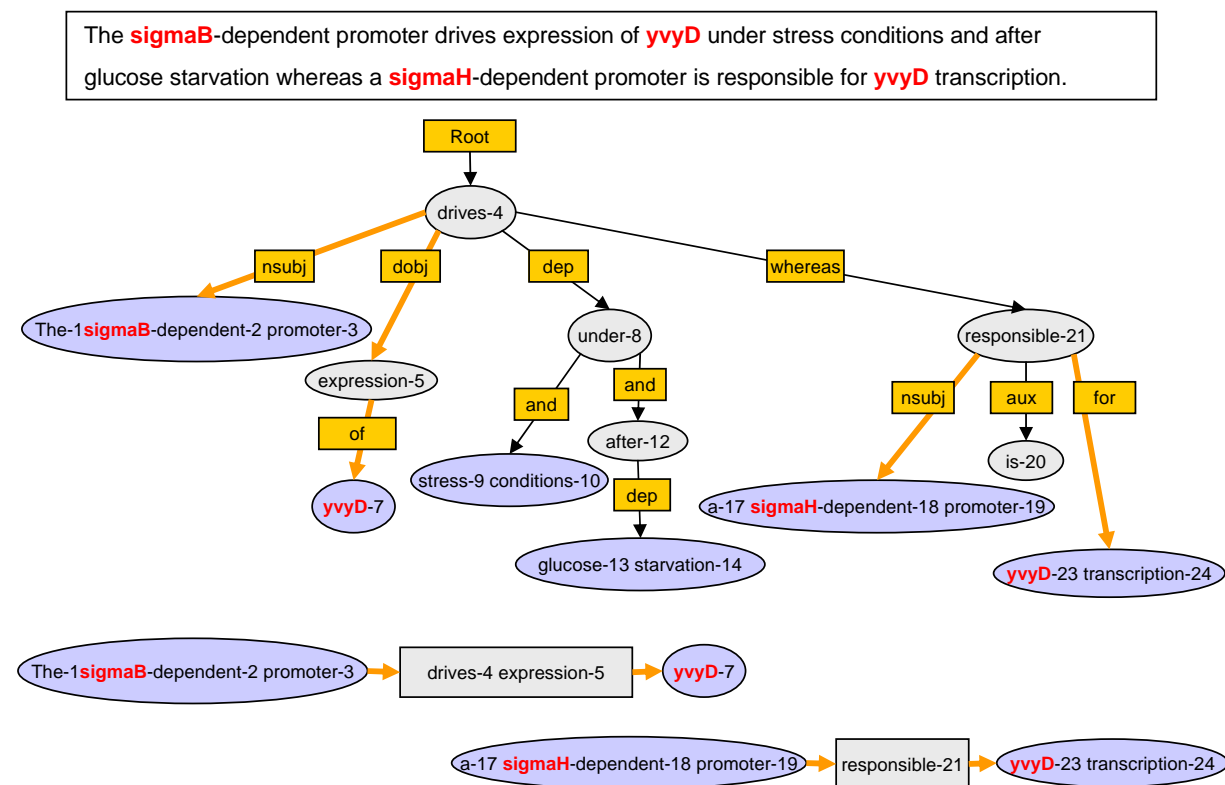 The sigmaB-dependent promoter drives expression of yvyD under stress conditions and after
glucose starvation whereas a sigmaH-dependent promoter is responsible for yvyD transcription.
Root
drives-4
nsubj
dobj
dep
whereas
The-1sigmaB-dependent-2 promoter-3
under-8
responsible-21
expression-5
and
and
nsubj
aux
for
of
after-12
is-20
stress-9 conditions-10
dep
a-17 sigmaH-dependent-18 promoter-19
yvyD-7
glucose-13 starvation-14
yvyD-23 transcription-24
The-1sigmaB-dependent-2 promoter-3
drives-4 expression-5
yvyD-7
a-17 sigmaH-dependent-18 promoter-19
responsible-21
yvyD-23 transcription-24